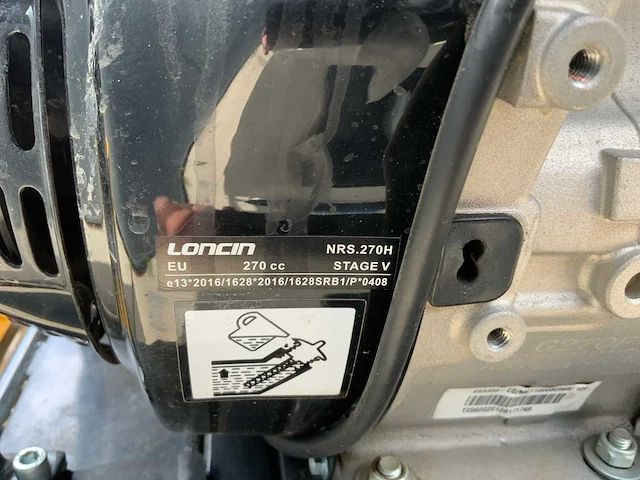 LONCIN NRS.270H
EU 270 cc STAGE V
e13*2016/1628*2016/1628SRB1/P*0408